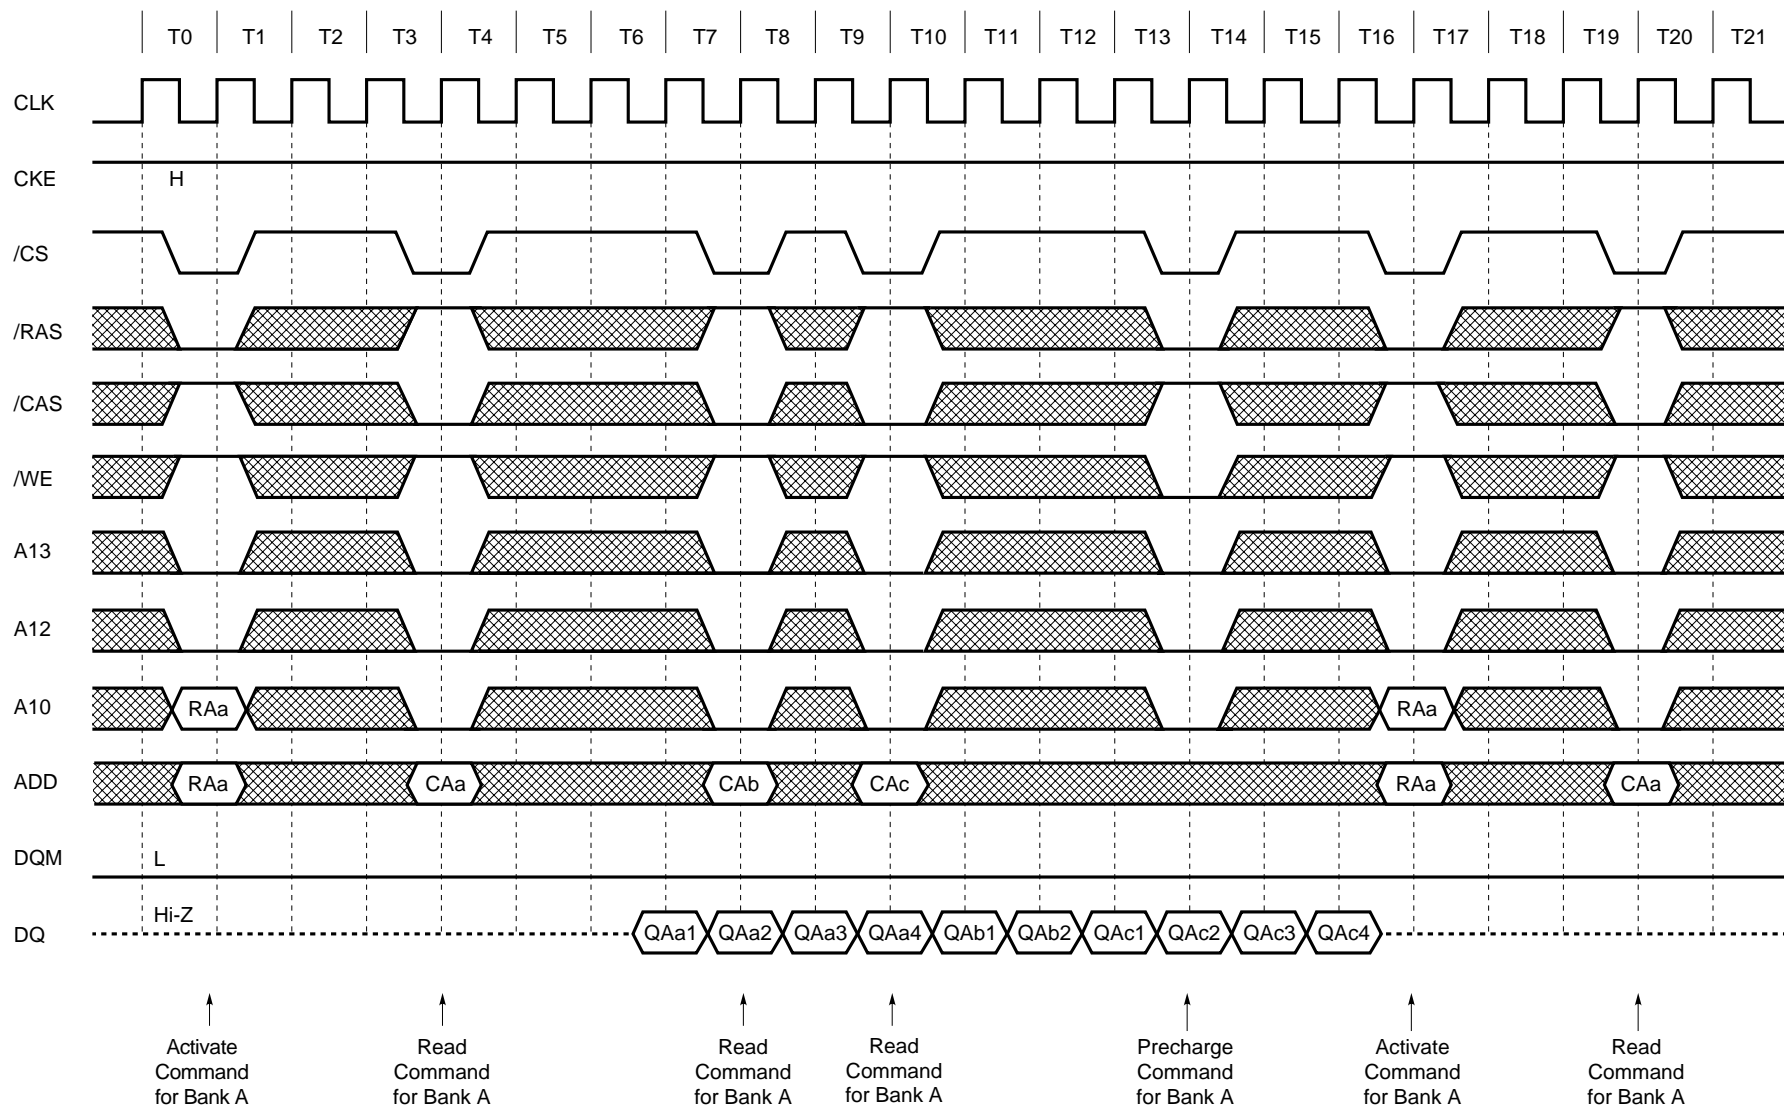 T0 T1 T2 T3 T4 T5 T6 T7 T8 T9 T10 T11 T12 T13 T14 T15 T16 T17 T18 T19 T20 T21
CLK
CKE H
/CS
/RAS
/CAS
/WE
A13
A12
A10 RAa RAa
ADD RAa CAa CAb CAc RAa CAa
DQM L
Hi-Z
DQ QAa1 QAa2 QAa3 QAa4 QAb1 QAb2 QAc1 QAc2 QAc3 QAc4
Activate
Command
for Bank A
Read
Command
for Bank A
Read
Command
for Bank A
Read
Command
for Bank A
Precharge
Command
for Bank A
Activate
Command
for Bank A
Read
Command
for Bank A